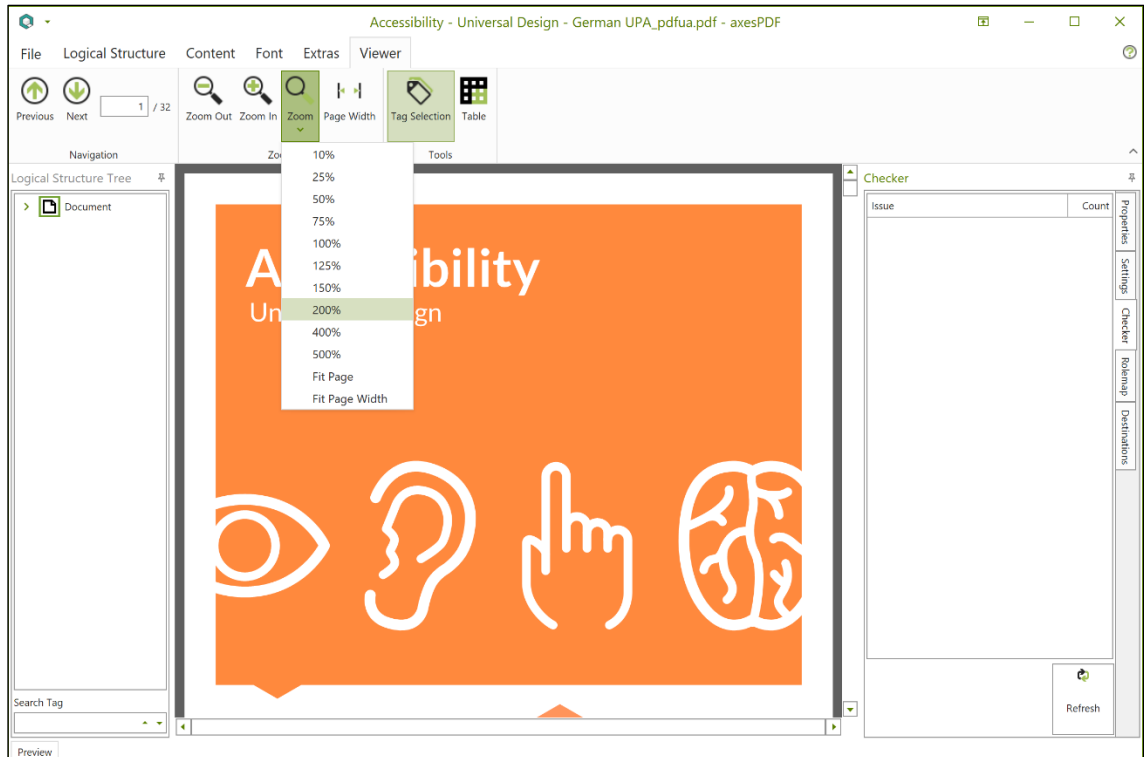 Accessibility - Universal Design - German UPA_pdfua.pdf - axesPDF
File Logical Structure Content Font Extras Viewer
1 / 32
Previous Next Zoom Out Zoom In Zoom Page Width Tag Selection Table
Navigation Tools
10%
25%
50%
75%
100%
125%
150%
200%
400%
500%
Fit Page
Fit Page Width
Logical Structure Tree
Document
Search Tag
Preview
A ibility
Un gn
Checker
Issue Count
Refresh
Properties
Settings
Checker
Rolemap
Destinations